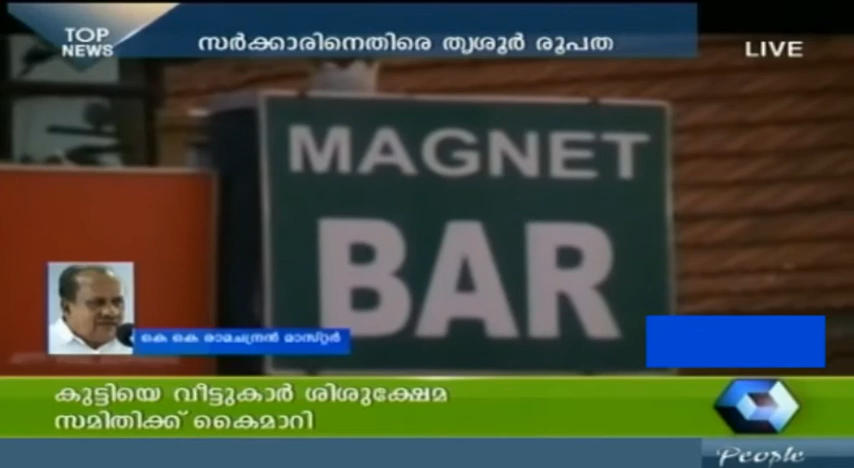 TOP
NEWS
സർക്കാരിനെതിരെ തൃശൂർ രൂപത
LIVE
MAGNET
BAR
കെ കെ രാമചന്ദ്രൻ മാസ്റ്റർ
കുട്ടിയെ വീട്ടുകാർ ശിശുക്ഷേമ
സമിതിക്ക് കൈമാറി
People